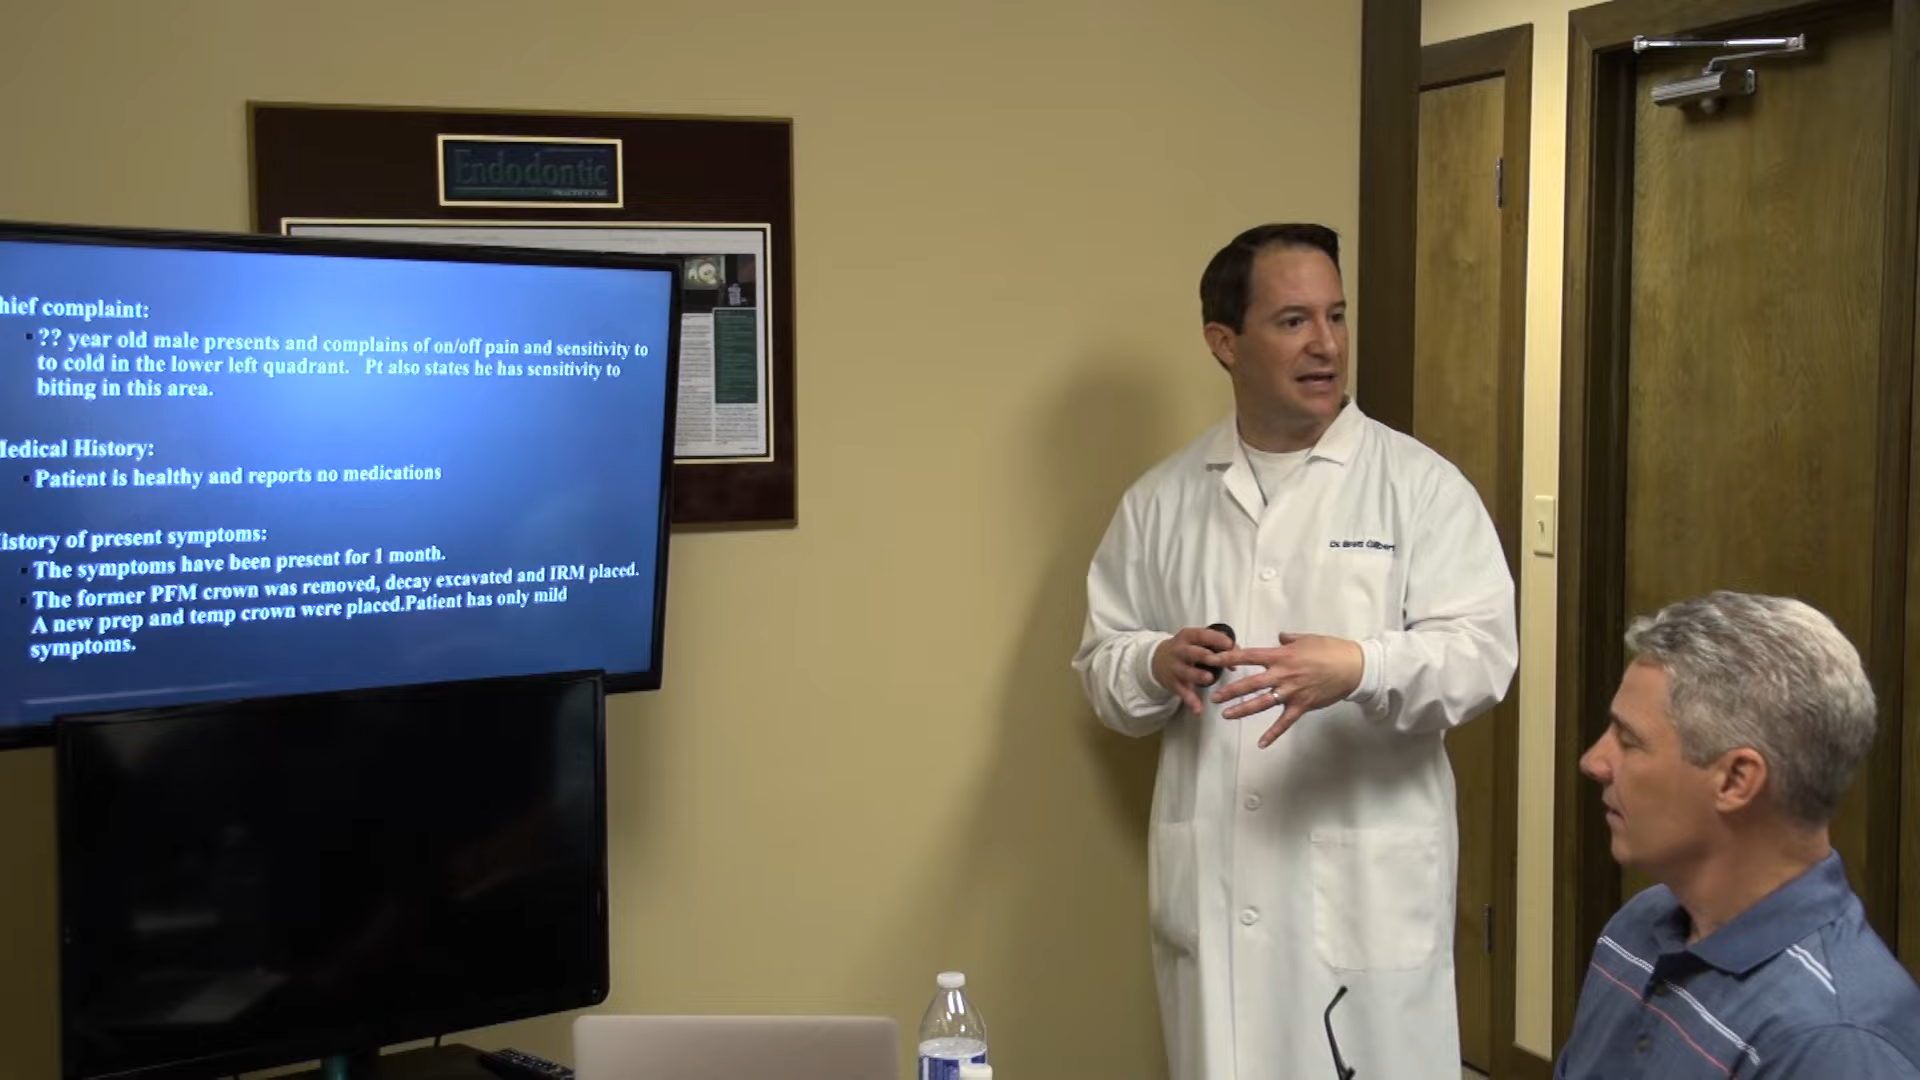 Endodontic
hief complaint:
?? year old male presents and complains of on/off pain and sensitivity to
to cold in the lower left quadrant. Pt also states he has sensitivity to
biting in this area.
Medical History:
Patient is healthy and reports no medications
istory of present symptoms:
The symptoms have been present for 1 month.
The former PFM crown was removed, decay excavated and IRM placed.
A new prep and temp crown were placed.Patient has only mild
symptoms.
Dr. Brett Gilbert